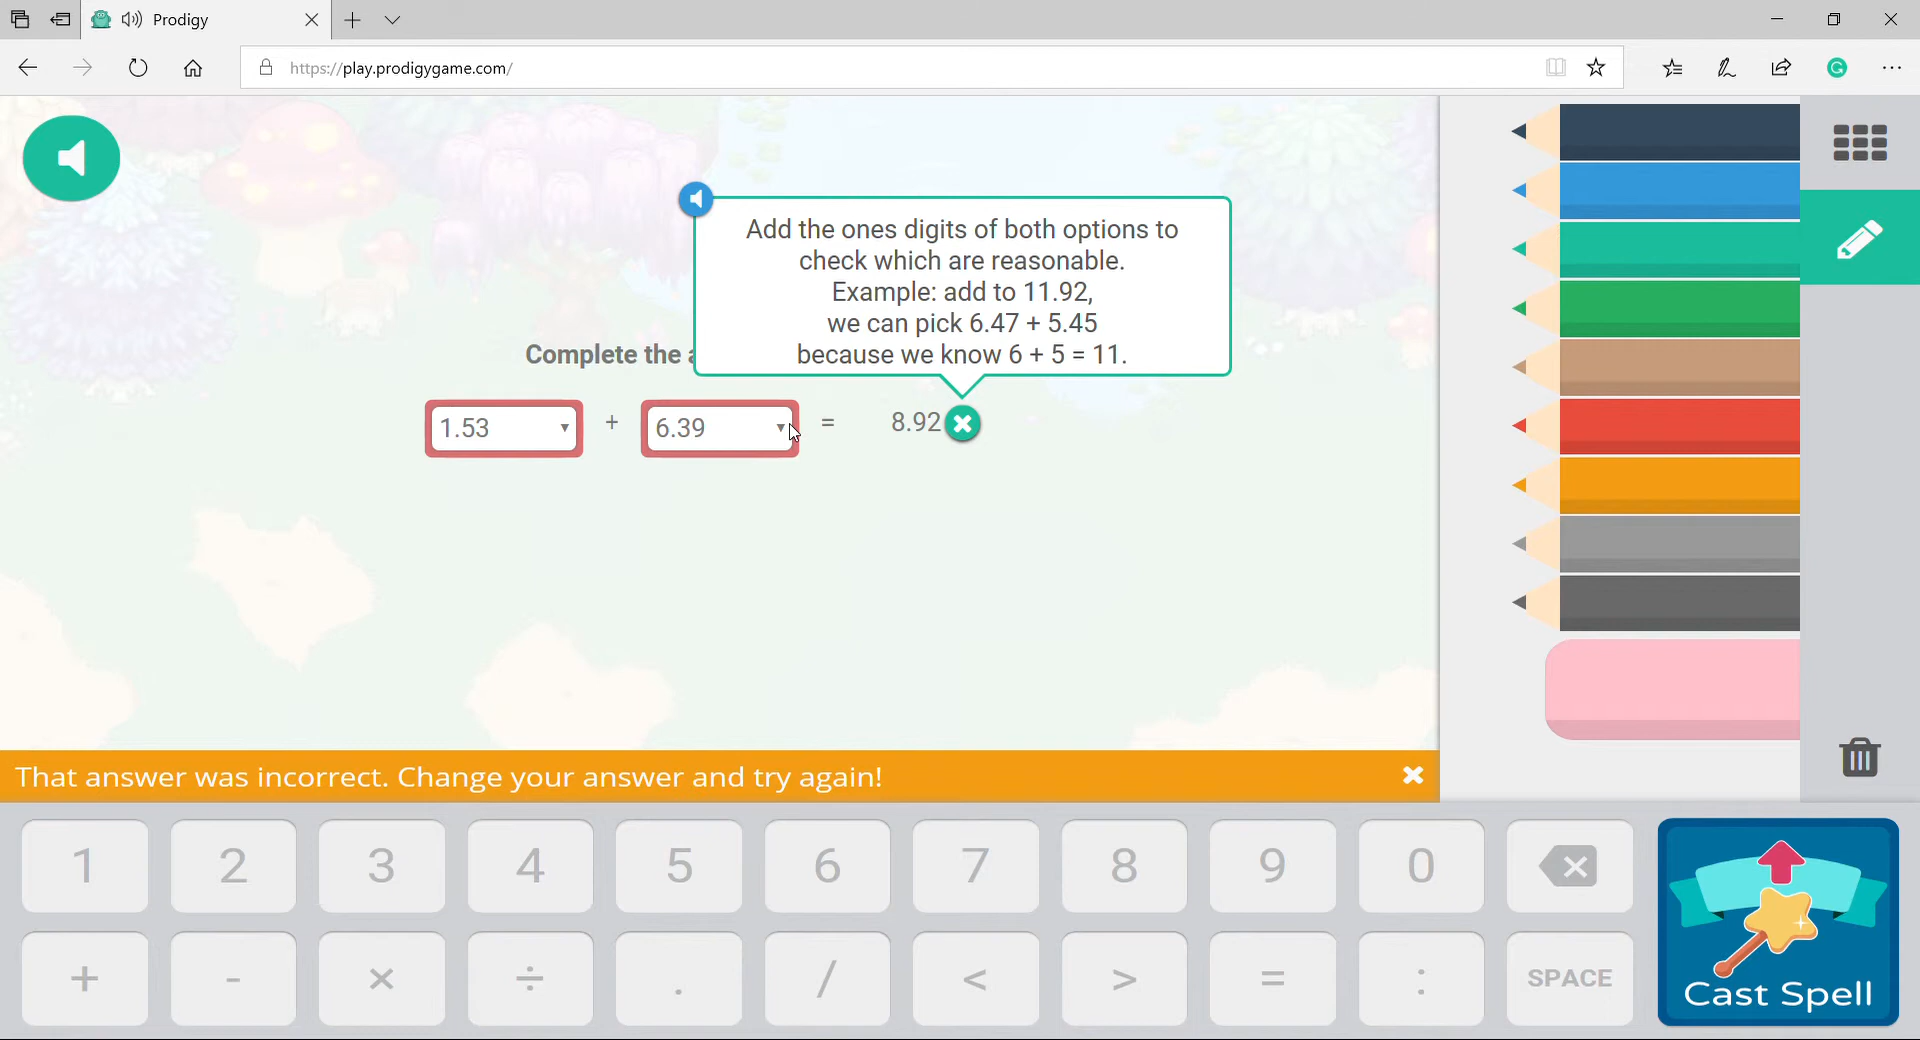 Prodigy
https://play.prodigygame.com/
Add the ones digits of both options to
check which are reasonable.
Example: add to 11.92,
we can pick 6.47 + 5.45
because we know 6 + 5 = 11.
Complete the
1.53 + 6.39 = 8.92
That answer was incorrect. Change your answer and try again!
1 2 3 4 5 6 7 8 9 0
+ - × ÷ . / < > = : SPACE
Cast Spell